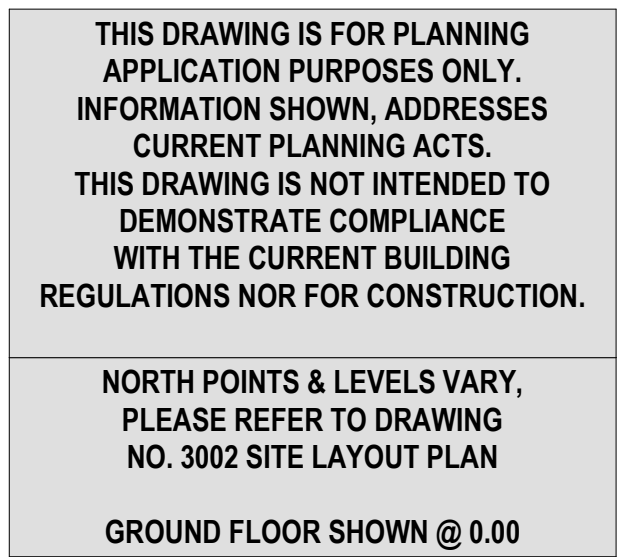 THIS DRAWING IS FOR PLANNING
APPLICATION PURPOSES ONLY.
INFORMATION SHOWN, ADDRESSES
CURRENT PLANNING ACTS.
THIS DRAWING IS NOT INTENDED TO
DEMONSTRATE COMPLIANCE
WITH THE CURRENT BUILDING
REGULATIONS NOR FOR CONSTRUCTION.
NORTH POINTS & LEVELS VARY,
PLEASE REFER TO DRAWING
NO. 3002 SITE LAYOUT PLAN
GROUND FLOOR SHOWN @ 0.00